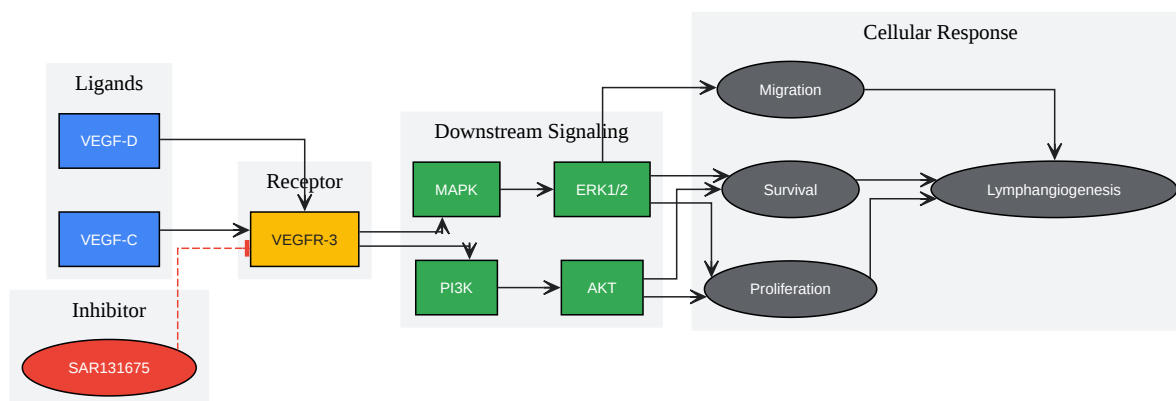 Ligands
VEGF-D
VEGF-C
Inhibitor
SAR131675
Receptor
VEGFR-3
Downstream Signaling
MAPK
ERK1/2
PI3K
AKT
Cellular Response
Migration
Survival
Proliferation
Lymphangiogenesis